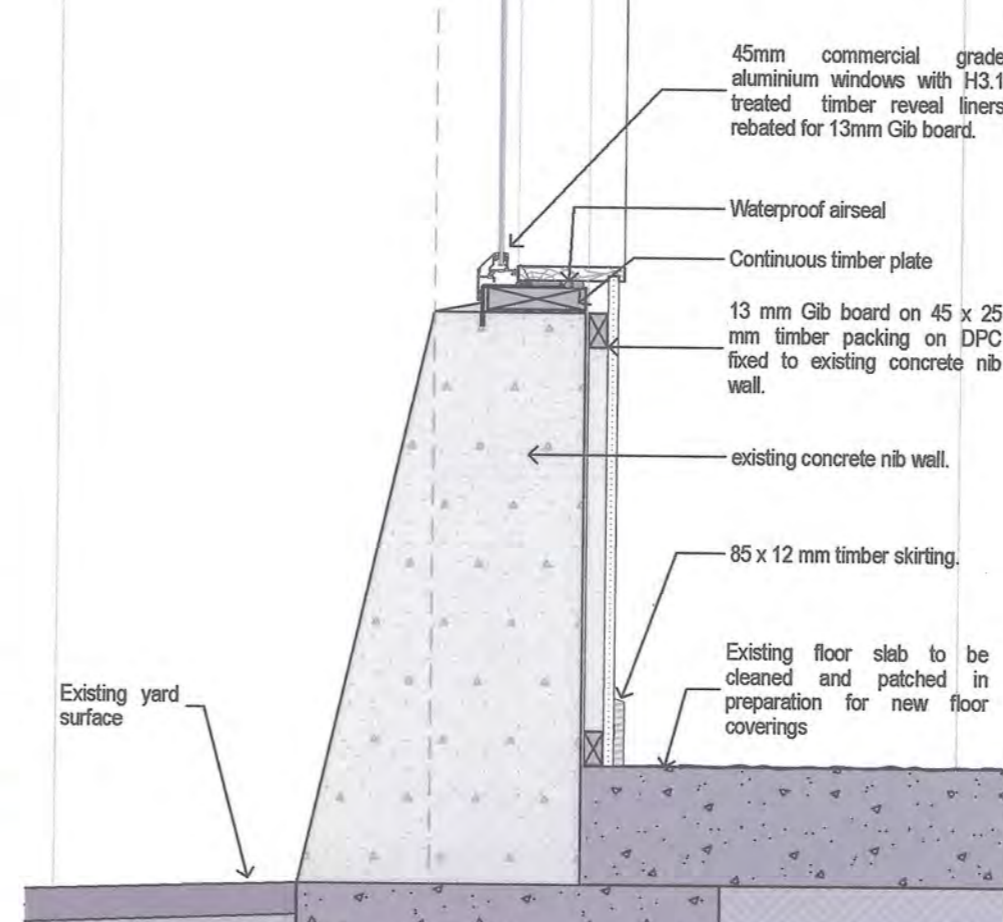 45mm commercial grade
aluminium windows with H3.1
treated timber reveal liners
rebated for 13mm Gib board.
Waterproof airseal
Continuous timber plate
13 mm Gib board on 45 x 25
mm timber packing on DPC
fixed to existing concrete nib
wall.
existing concrete nib wall.
85 x 12 mm timber skirting.
Existing floor slab to be
cleaned and patched in
preparation for new floor
coverings
Existing yard
surface